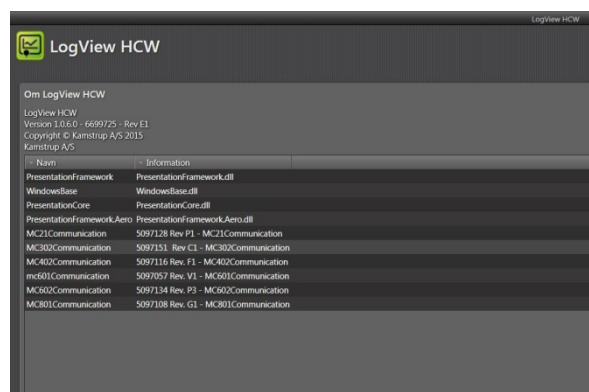 LogView HCW
LogView HCW
Om LogView HCW
LogView HCW
Version 1.0.6.0 - 6699725 - Rev E1
Copyright © Kamstrup A/S 2015
Kamstrup A/S
Navn Information
PresentationFramework PresentationFramework.dll
WindowsBase WindowsBase.dll
PresentationCore PresentationCore.dll
PresentationFramework.Aero PresentationFramework.Aero.dll
MC21Communication 5097128 Rev P1 - MC21Communication
MC302Communication 5097151 Rev C1 - MC302Communication
MC402Communication 5097116 Rev. F1 - MC402Communication
mc601Communication 5097057 Rev. V1 - MC601Communication
MC602Communication 5097134 Rev. P3 - MC602Communication
MC801Communication 5097108 Rev. G1 - MC801Communication